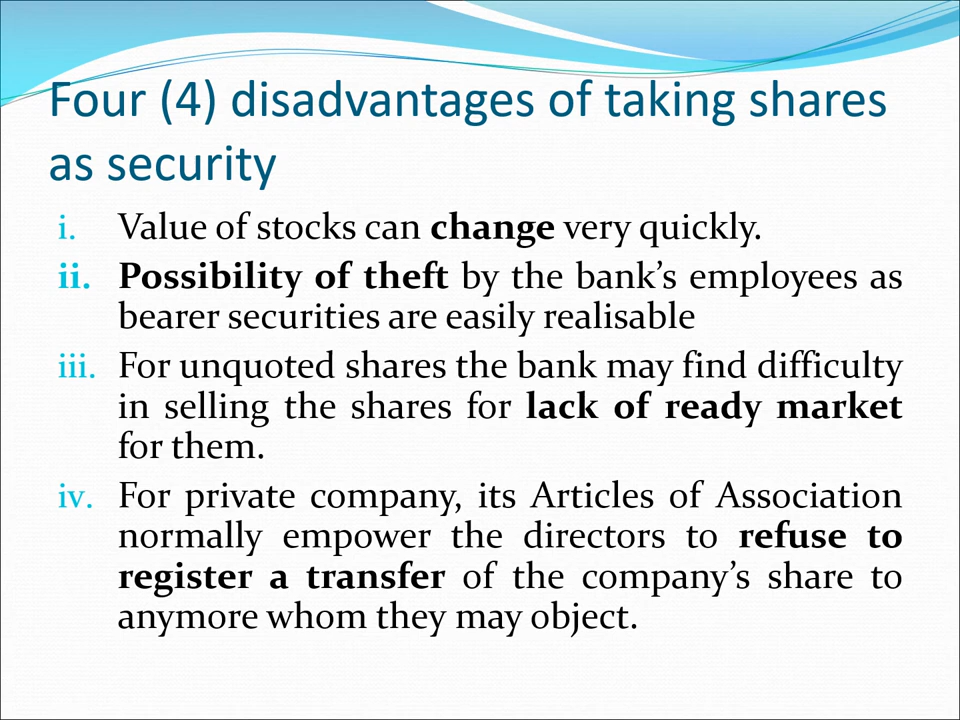 Four (4) disadvantages of taking shares
as security
i. Value of stocks can change very quickly.
ii. Possibility of theft by the bank’s employees as
bearer securities are easily realisable
iii. For unquoted shares the bank may find difficulty
in selling the shares for lack of ready market
for them.
iv. For private company, its Articles of Association
normally empower the directors to refuse to
register a transfer of the company’s share to
anymore whom they may object.